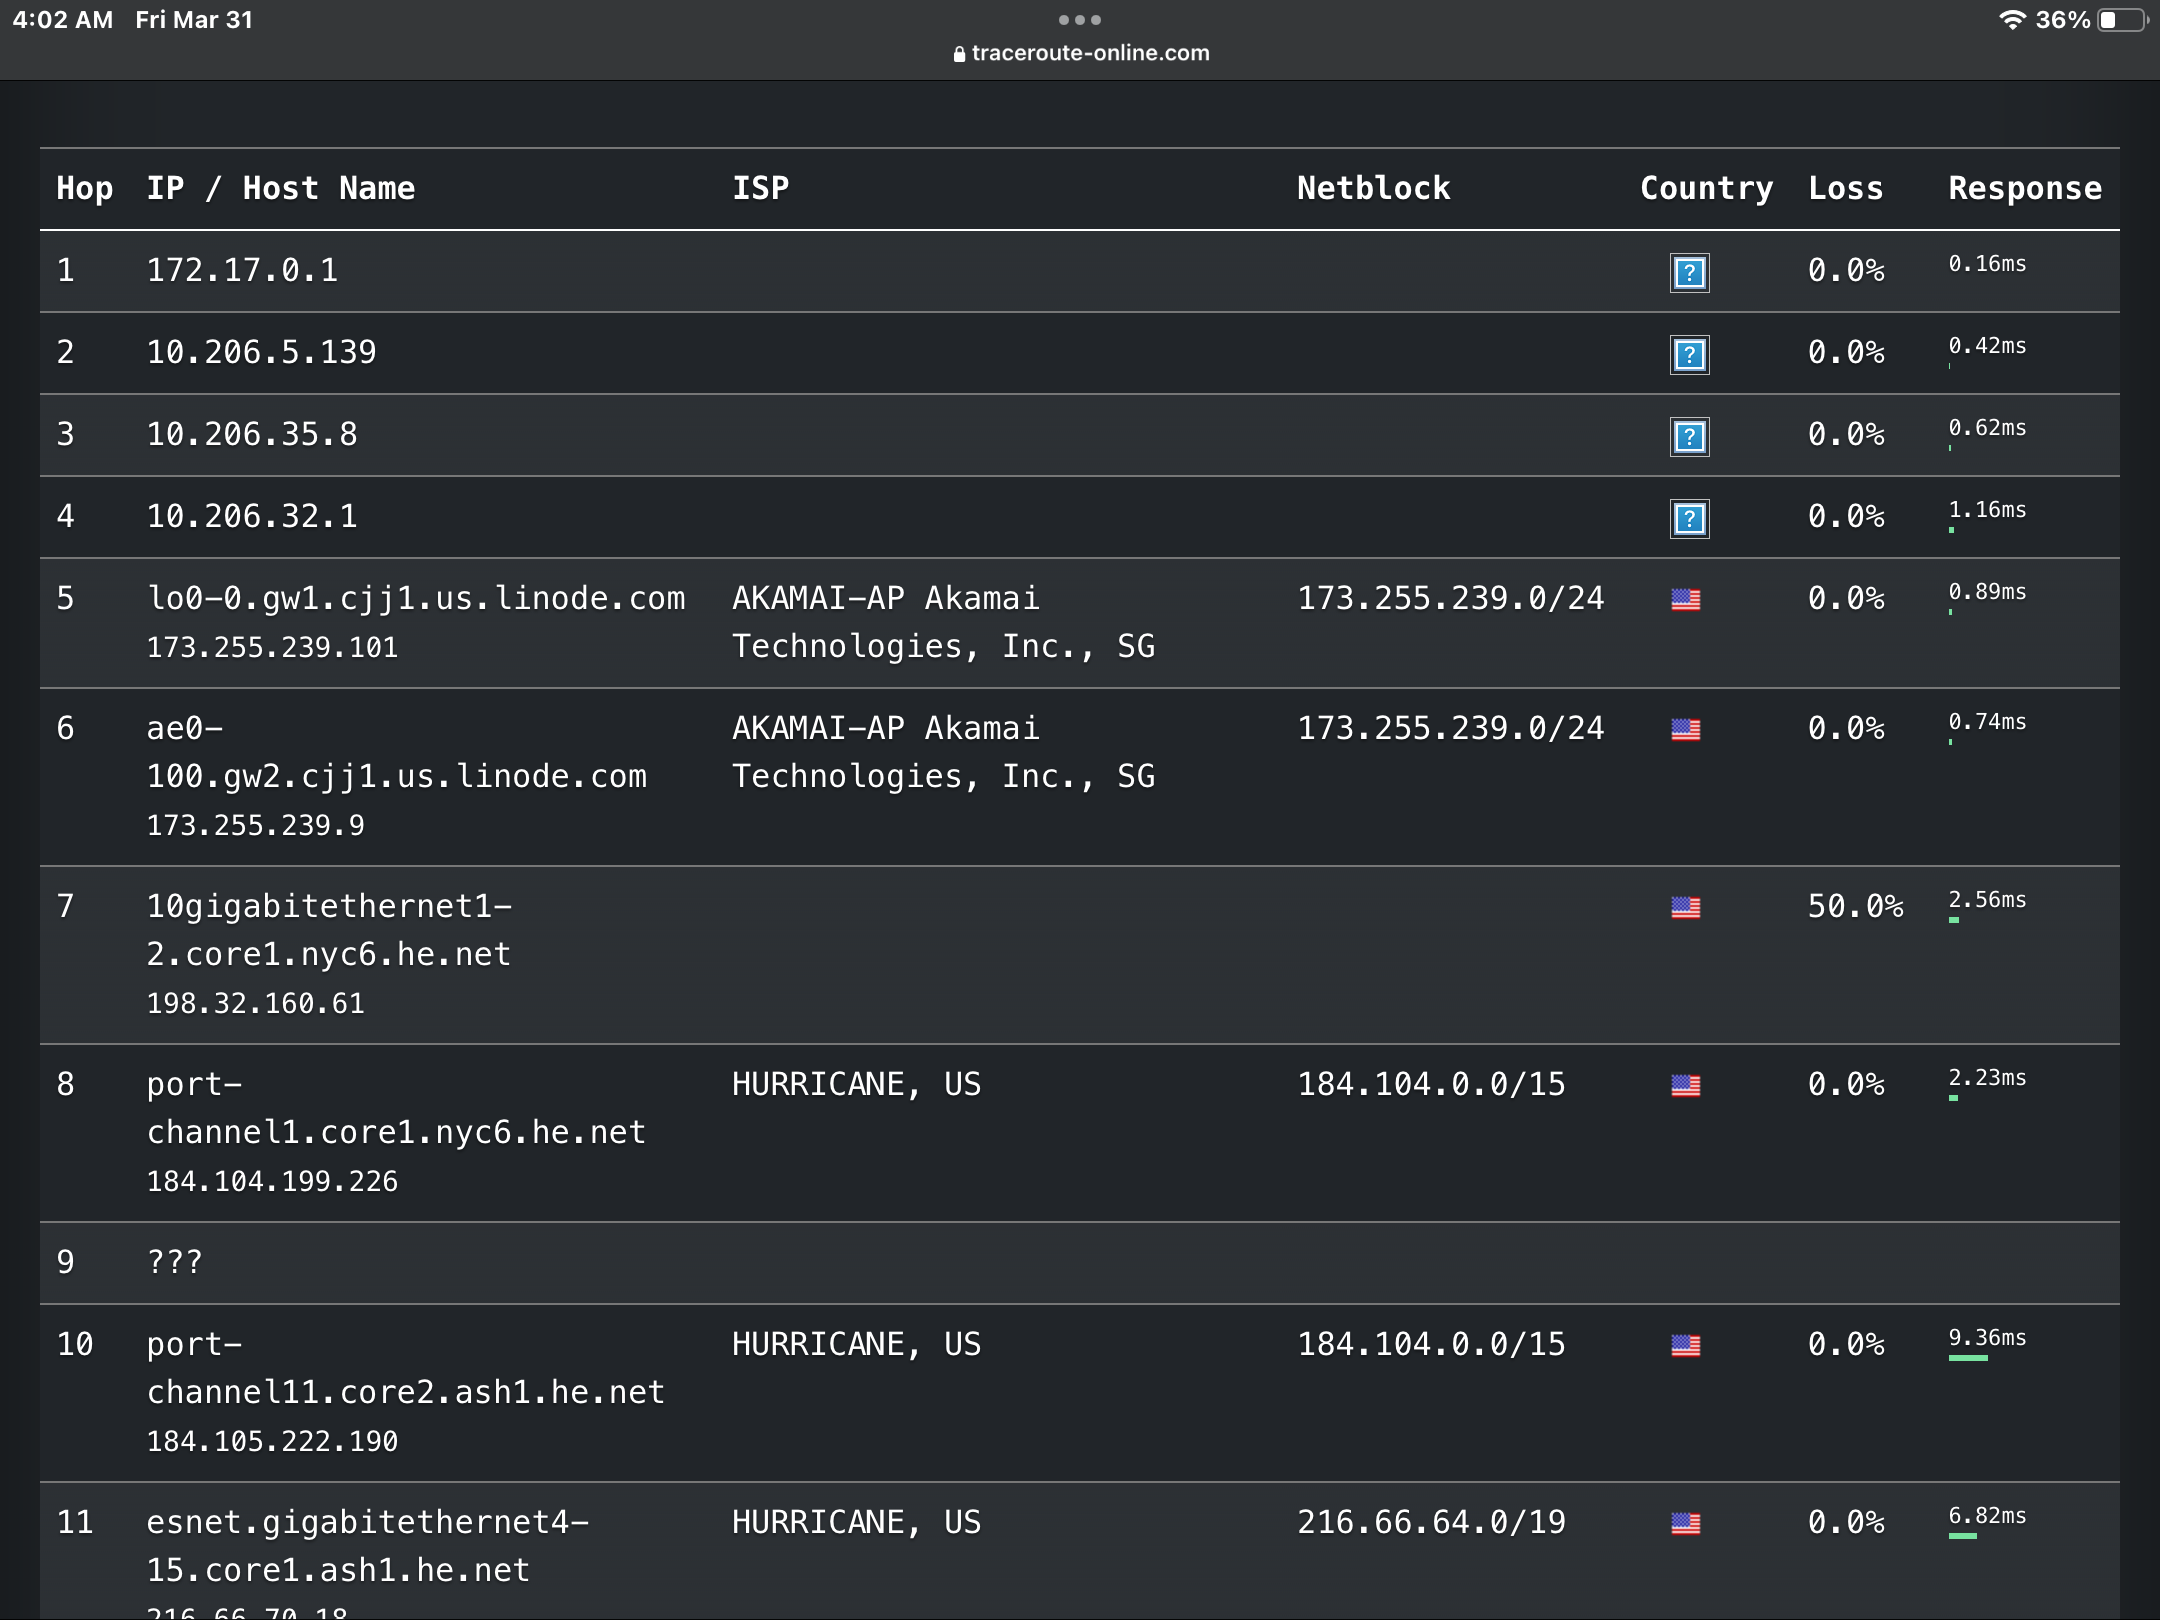 4:02 AM Fri Mar 31
36%
traceroute-online.com
Hop IP / Host Name ISP Netblock Country Loss Response
1 172.17.0.1 ? 0.0% 0.16ms
2 10.206.5.139 ? 0.0% 0.42ms
3 10.206.35.8 ? 0.0% 0.62ms
4 10.206.32.1 ? 0.0% 1.16ms
5 lo0-0.gw1.cjj1.us.linode.com AKAMAI-AP Akamai 173.255.239.0/24 0.0% 0.89ms
173.255.239.101 Technologies, Inc., SG
6 ae0- AKAMAI-AP Akamai 173.255.239.0/24 0.0% 0.74ms
100.gw2.cjj1.us.linode.com Technologies, Inc., SG
173.255.239.9
7 10gigabitethernet1- 50.0% 2.56ms
2.core1.nyc6.he.net
198.32.160.61
8 port- HURRICANE, US 184.104.0.0/15 0.0% 2.23ms
channel1.core1.nyc6.he.net
184.104.199.226
9 ???
10 port- HURRICANE, US 184.104.0.0/15 0.0% 9.36ms
channel11.core2.ash1.he.net
184.105.222.190
11 esnet.gigabitethernet4- HURRICANE, US 216.66.64.0/19 0.0% 6.82ms
15.core1.ash1.he.net
216.66.70.18